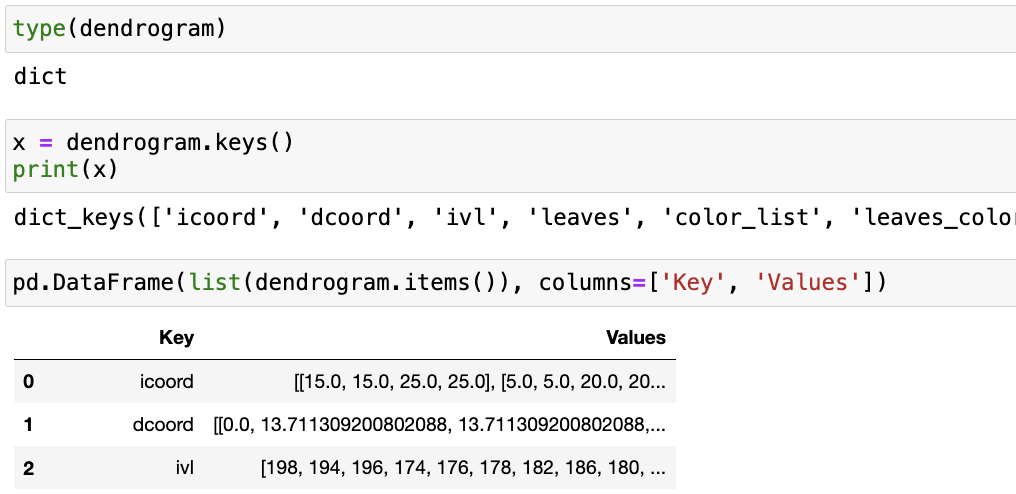 type(dendrogram)
dict
x = dendrogram.keys()
print(x)
dict_keys(['icoord', 'dcoord', 'ivl', 'leaves', 'color_list', 'leaves_color
pd.DataFrame(list(dendrogram.items()), columns=['Key', 'Values'])
Key Values
0 icoord [[15.0, 15.0, 25.0, 25.0], [5.0, 5.0, 20.0, 20...
1 dcoord [[0.0, 13.711309200802088, 13.711309200802088,...
2 ivl [198, 194, 196, 174, 176, 178, 182, 186, 180, ...